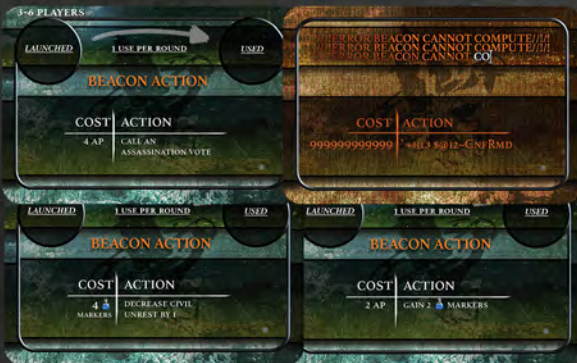 3-6 PLAYERS
LAUNCHED 1 USE PER ROUND USED
BEACON ACTION
COST ACTION
4 AP CALL AN
ASSASSINATION VOTE
//ERROR BEACON CANNOT COMPUTE//1/!
//ERROR BEACON CANNOT COMPUTE//1/!
//ERROR BEACON CANNOT CO
COST ACTION
999999999999
LAUNCHED 1 USE PER ROUND USED
BEACON ACTION
COST ACTION
4 DECREASE CIVIL
MARKERS UNREST BY 1
LAUNCHED 1 USE PER ROUND USED
BEACON ACTION
COST ACTION
2 AP GAIN 2 MARKERS